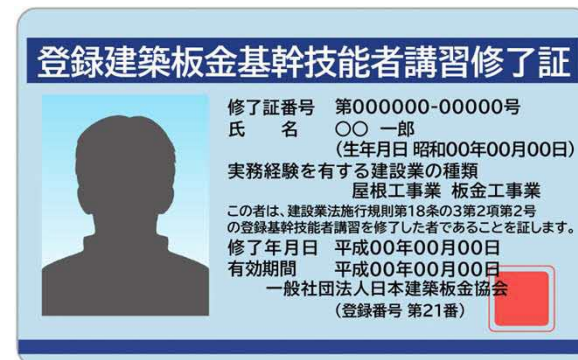 登録建築板金基幹技能者講習修了証
修了証番号 第000000-00000号
氏 名 〇〇 一郎
(生年月日 昭和00年00月00日)
実務経験を有する建設業の種類
屋根工事業 板金工事業
この者は、建設業法施行規則第18条の3第2項第2号
の登録基幹技能者講習を修了した者であることを証します。
修了年月日 平成00年00月00日
有効期間 平成00年00月00日
一般社団法人日本建築板金協会
(登録番号 第21番)